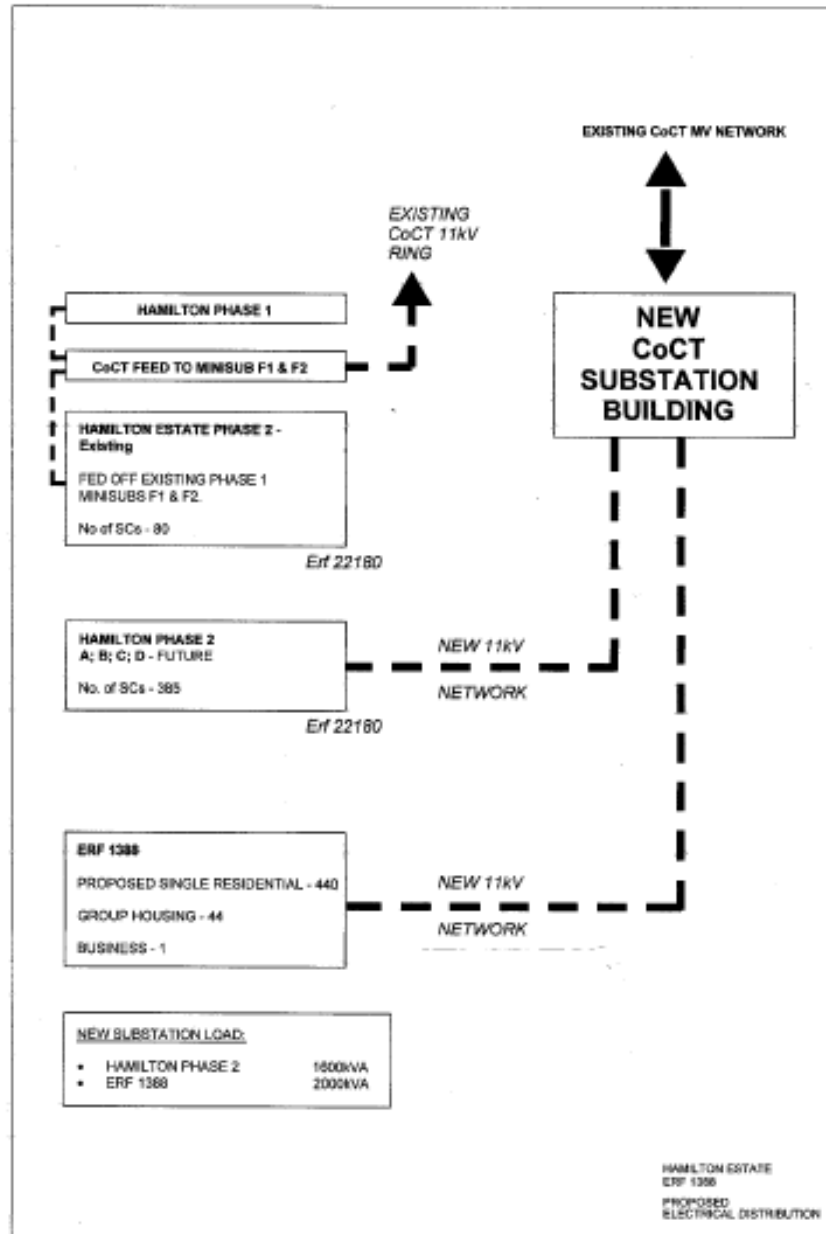 EXISTING CoCT MV NETWORK
EXISTING
CoCT 11kV
RING
HAMILTON PHASE 1
CoCT FEED TO MINISUB F1 & F2
NEW
CoCT
SUBSTATION
BUILDING
HAMILTON ESTATE PHASE 2 -
Existing
FED OFF EXISTING PHASE 1
MINISUBS F1 & F2.
No of SCs - 80
Erf 22180
HAMILTON PHASE 2
A; B; C; D - FUTURE
No. of SCs - 385
Erf 22180
NEW 11kV
NETWORK
ERF 1388
PROPOSED SINGLE RESIDENTIAL - 440
GROUP HOUSING - 44
BUSINESS - 1
NEW 11kV
NETWORK
NEW SUBSTATION LOAD:
• HAMILTON PHASE 2 1600kVA
• ERF 1388 2000kVA
HAMILTON ESTATE
ERF 1388
PROPOSED
ELECTRICAL DISTRIBUTION